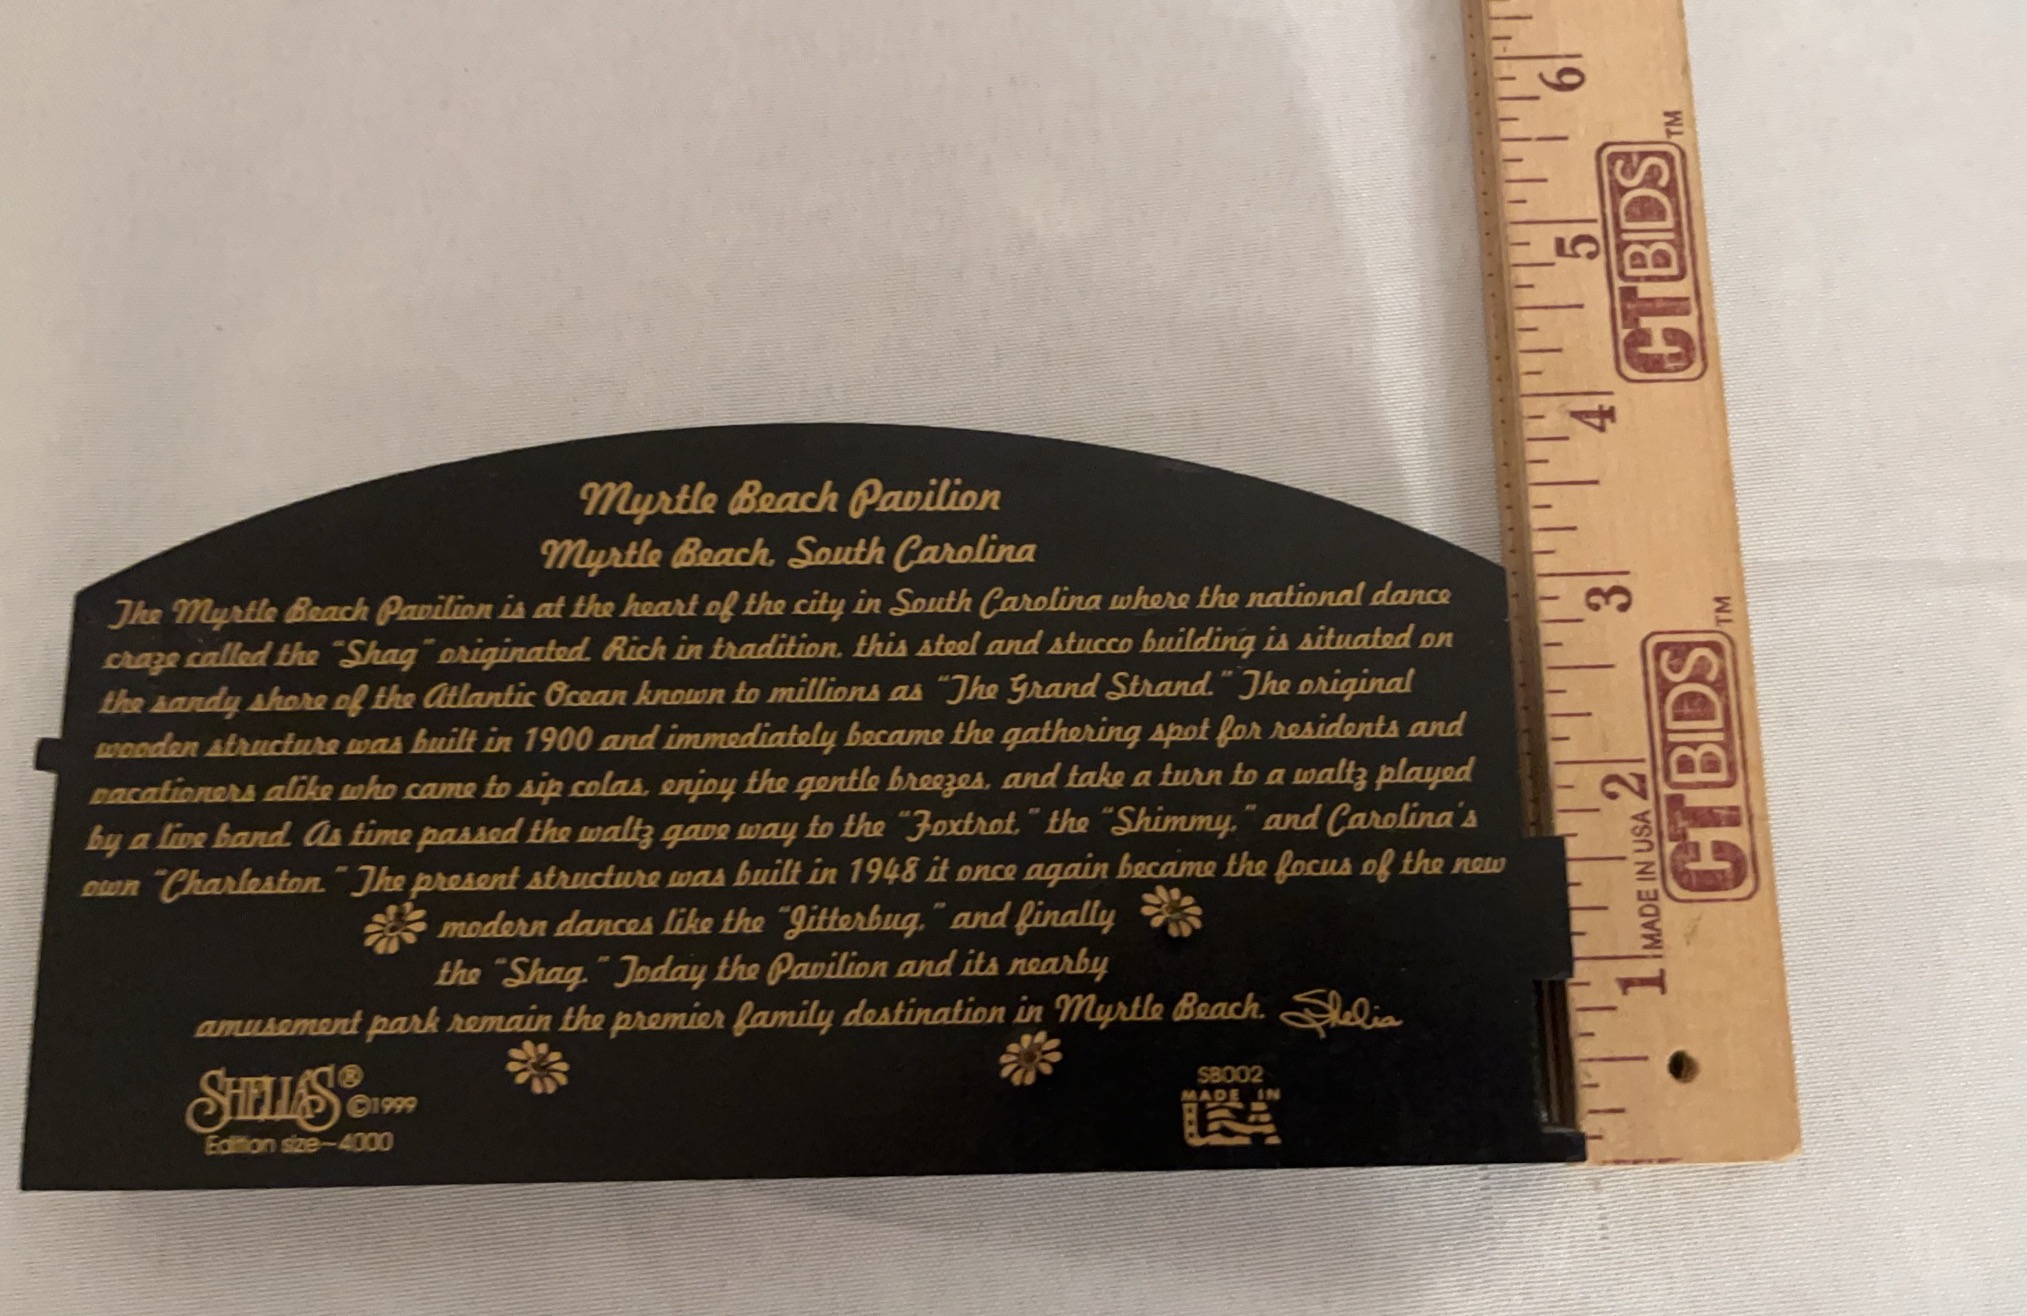 Myrtle Beach Pavilion
Myrtle Beach, South Carolina
The Myrtle Beach Pavilion is at the heart of the city in South Carolina where the national dance
craze called the "Shag" originated. Rich in tradition, this steel and stucco building is situated on
the sandy shore of the Atlantic Ocean known to millions as "The Grand Strand." The original
wooden structure was built in 1900 and immediately became the gathering spot for residents and
vacationers alike who came to sip colas, enjoy the gentle breezes, and take a turn to a waltz played
by a live band. As time passed the waltz gave way to the "Foxtrot," the "Shimmy," and Carolina's
own "Charleston." The present structure was built in 1948 it once again became the focus of the new
modern dances like the "Jitterbug," and finally
the "Shag." Today the Pavilion and its nearby
amusement park remain the premier family destination in Myrtle Beach. Shelia
SHELIA'S®
©1999
Edition size~4000
SB002
MADE IN
USA
1 2 3 4 5 6
MADE IN USA
CTBIDS™
CTBIDS™